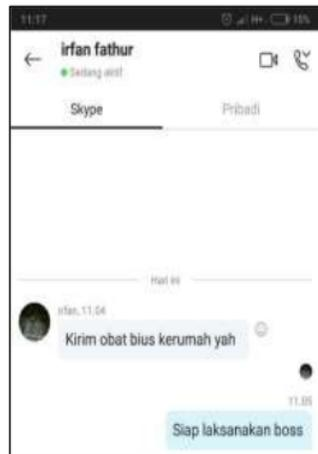 11:17
H+ 15%
irfan fathur
Sedang aktif
Skype Pribadi
Hari ini
irfan, 11.04
Kirim obat bius kerumah yah
11.05
Siap laksanakan boss